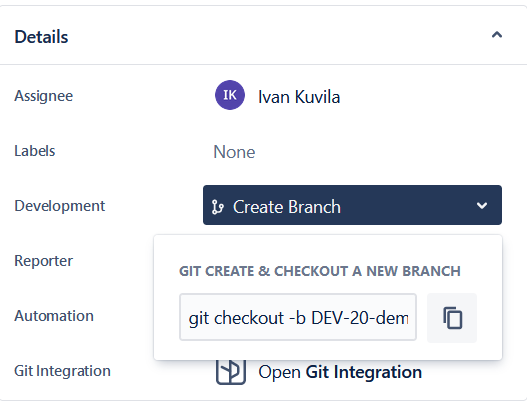 Details
Assignee
IK Ivan Kuvila
Labels
None
Development
Create Branch
Reporter
GIT CREATE & CHECKOUT A NEW BRANCH
Automation
git checkout -b DEV-20-dem
Git Integration
Open Git Integration